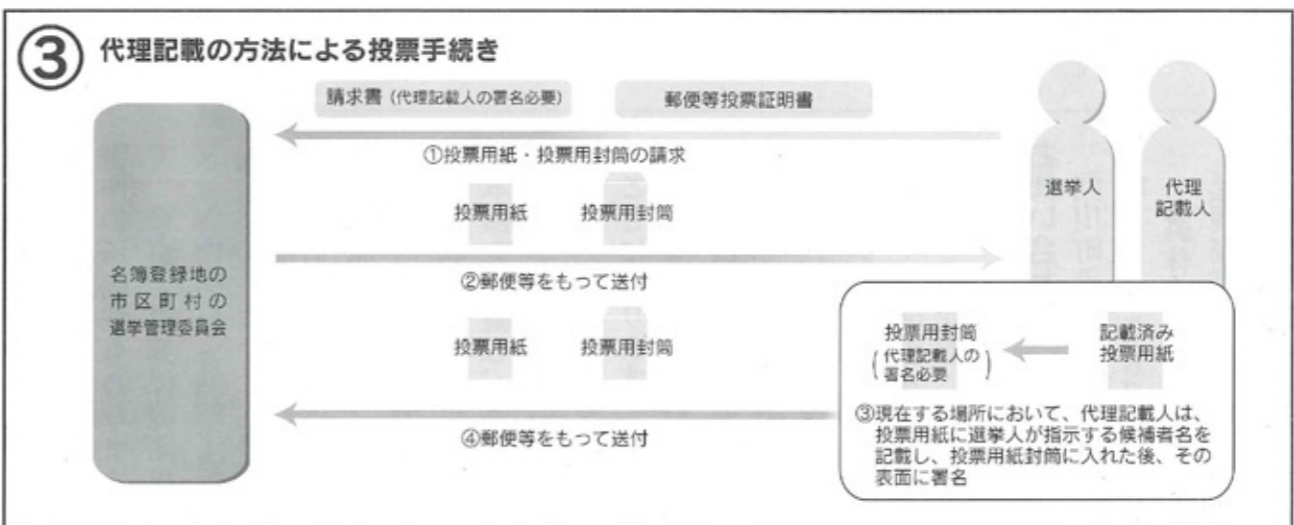 ③ 代理記載の方法による投票手続き
請求書(代理記載人の署名必要)
郵便等投票証明書
①投票用紙・投票用封筒の請求
投票用紙
投票用封筒
②郵便等をもって送付
投票用紙
投票用封筒
④郵便等をもって送付
名簿登録地の
市区町村の
選挙管理委員会
選挙人
代理
記載人
投票用封筒
(代理記載人の
署名必要)
記載済み
投票用紙
③現在する場所において、代理記載人は、
投票用紙に選挙人が指示する候補者名を
記載し、投票用紙封筒に入れた後、その
表面に署名